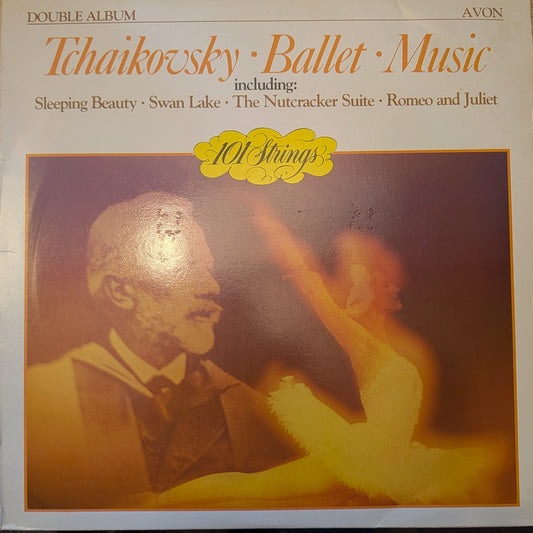 DOUBLE ALBUM AVON
Tchaikovsky · Ballet · Music
including:
Sleeping Beauty · Swan Lake · The Nutcracker Suite · Romeo and Juliet
101 Strings